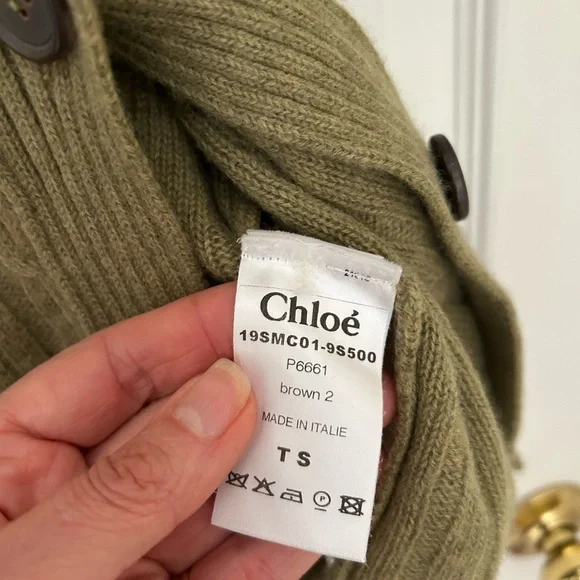 Chloé
19SMC01-9S500
P6661
brown 2
MADE IN ITALIE
T S
P